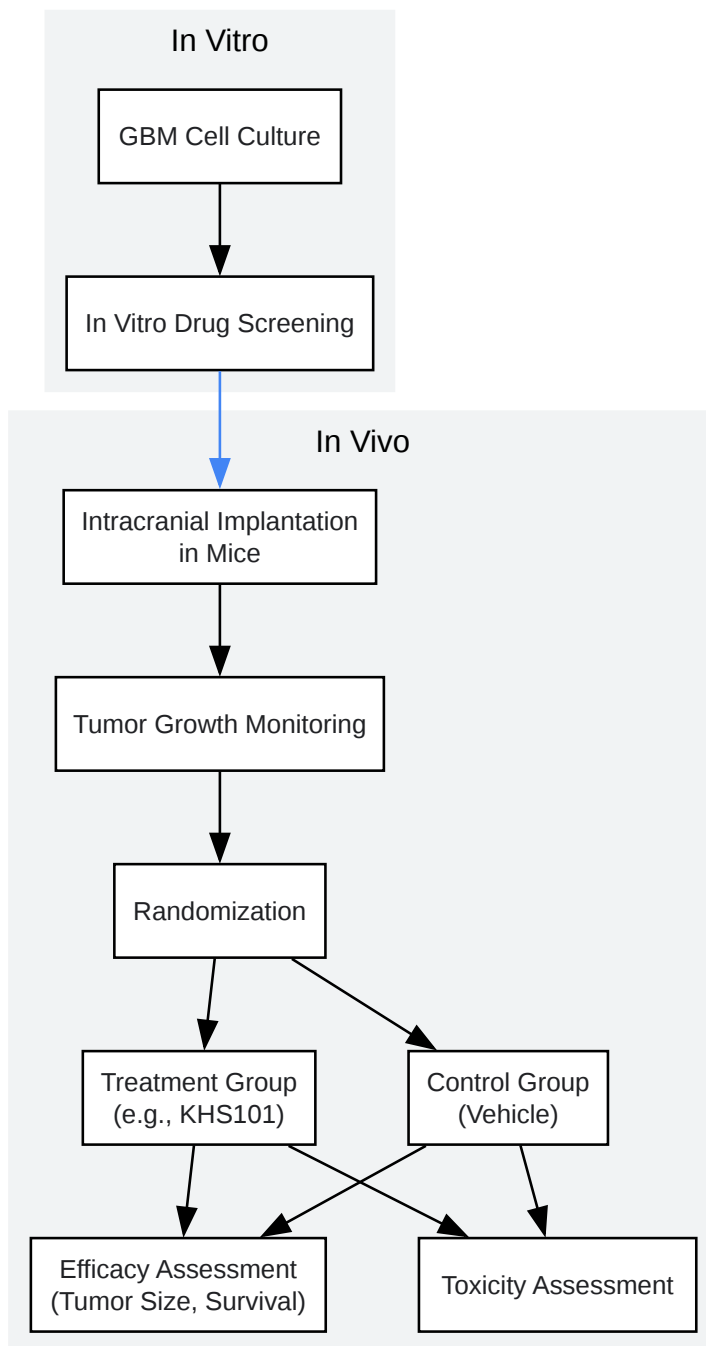 In Vitro
GBM Cell Culture
In Vitro Drug Screening
In Vivo
Intracranial Implantation
in Mice
Tumor Growth Monitoring
Randomization
Treatment Group
(e.g., KHS101)
Control Group
(Vehicle)
Efficacy Assessment
(Tumor Size, Survival)
Toxicity Assessment